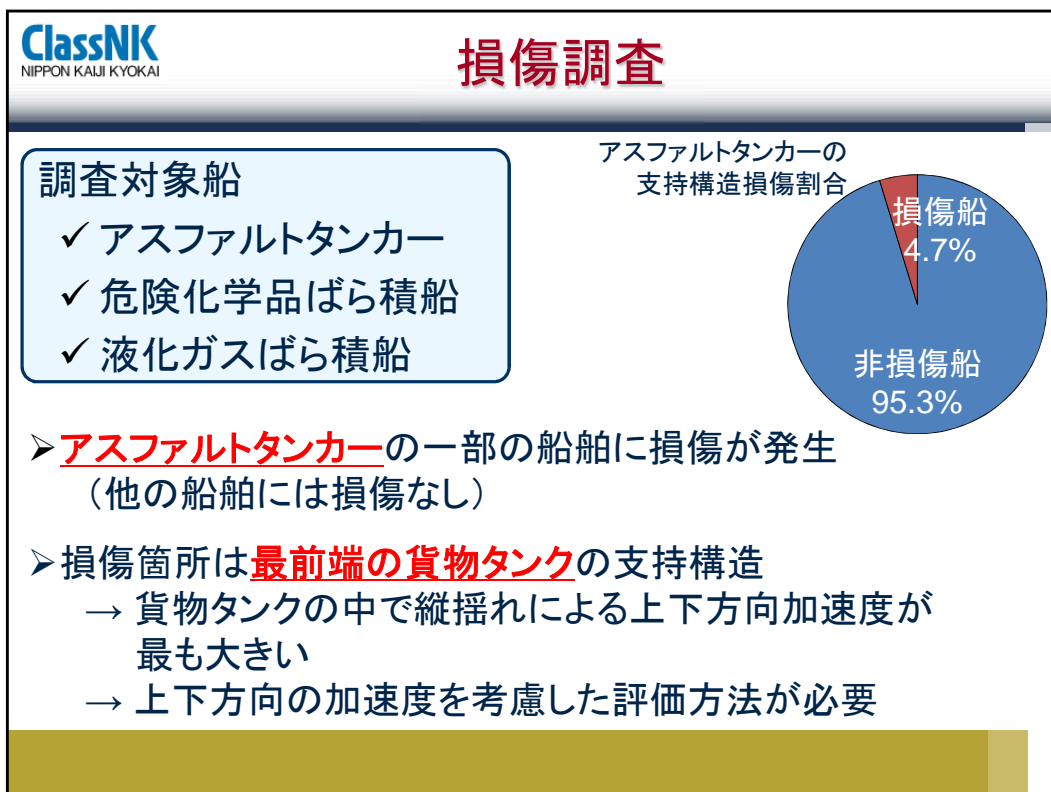 ClassNK
NIPPON KAIJI KYOKAI
損傷調査
調査対象船
✓ アスファルトタンカー
✓ 危険化学品ばら積船
✓ 液化ガスばら積船
アスファルトタンカーの
支持構造損傷割合
損傷船
4.7%
非損傷船
95.3%
➢アスファルトタンカーの一部の船舶に損傷が発生
（他の船舶には損傷なし）
➢損傷箇所は最前端の貨物タンクの支持構造
→ 貨物タンクの中で縦揺れによる上下方向加速度が
最も大きい
→ 上下方向の加速度を考慮した評価方法が必要